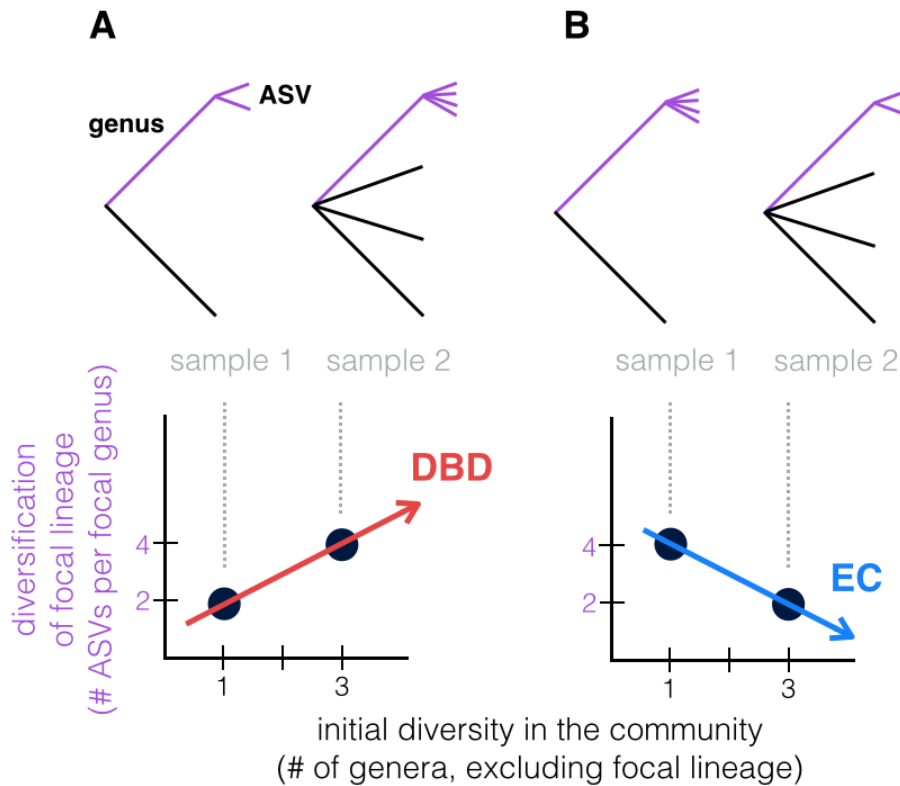 A
B
genus
ASV
sample 1
sample 2
sample 1
sample 2
diversification
of focal lineage
(# ASVs per focal genus)
DBD
EC
4
2
4
2
1
3
1
3
initial diversity in the community
(# of genera, excluding focal lineage)